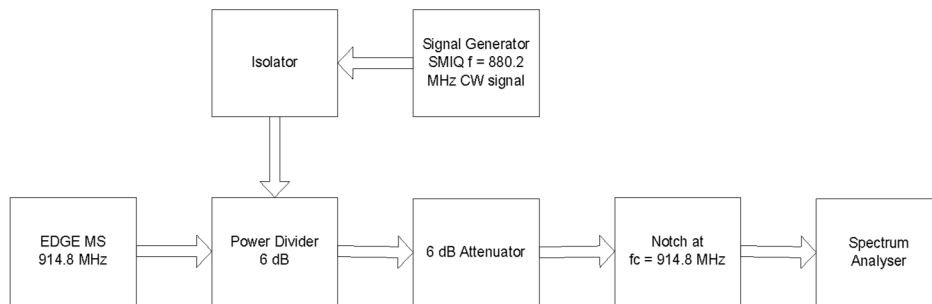 Isolator
Signal Generator
SMIQ f = 880.2
MHz CW signal
EDGE MS
914.8 MHz
Power Divider
6 dB
6 dB Attenuator
Notch at
fc = 914.8 MHz
Spectrum
Analyser